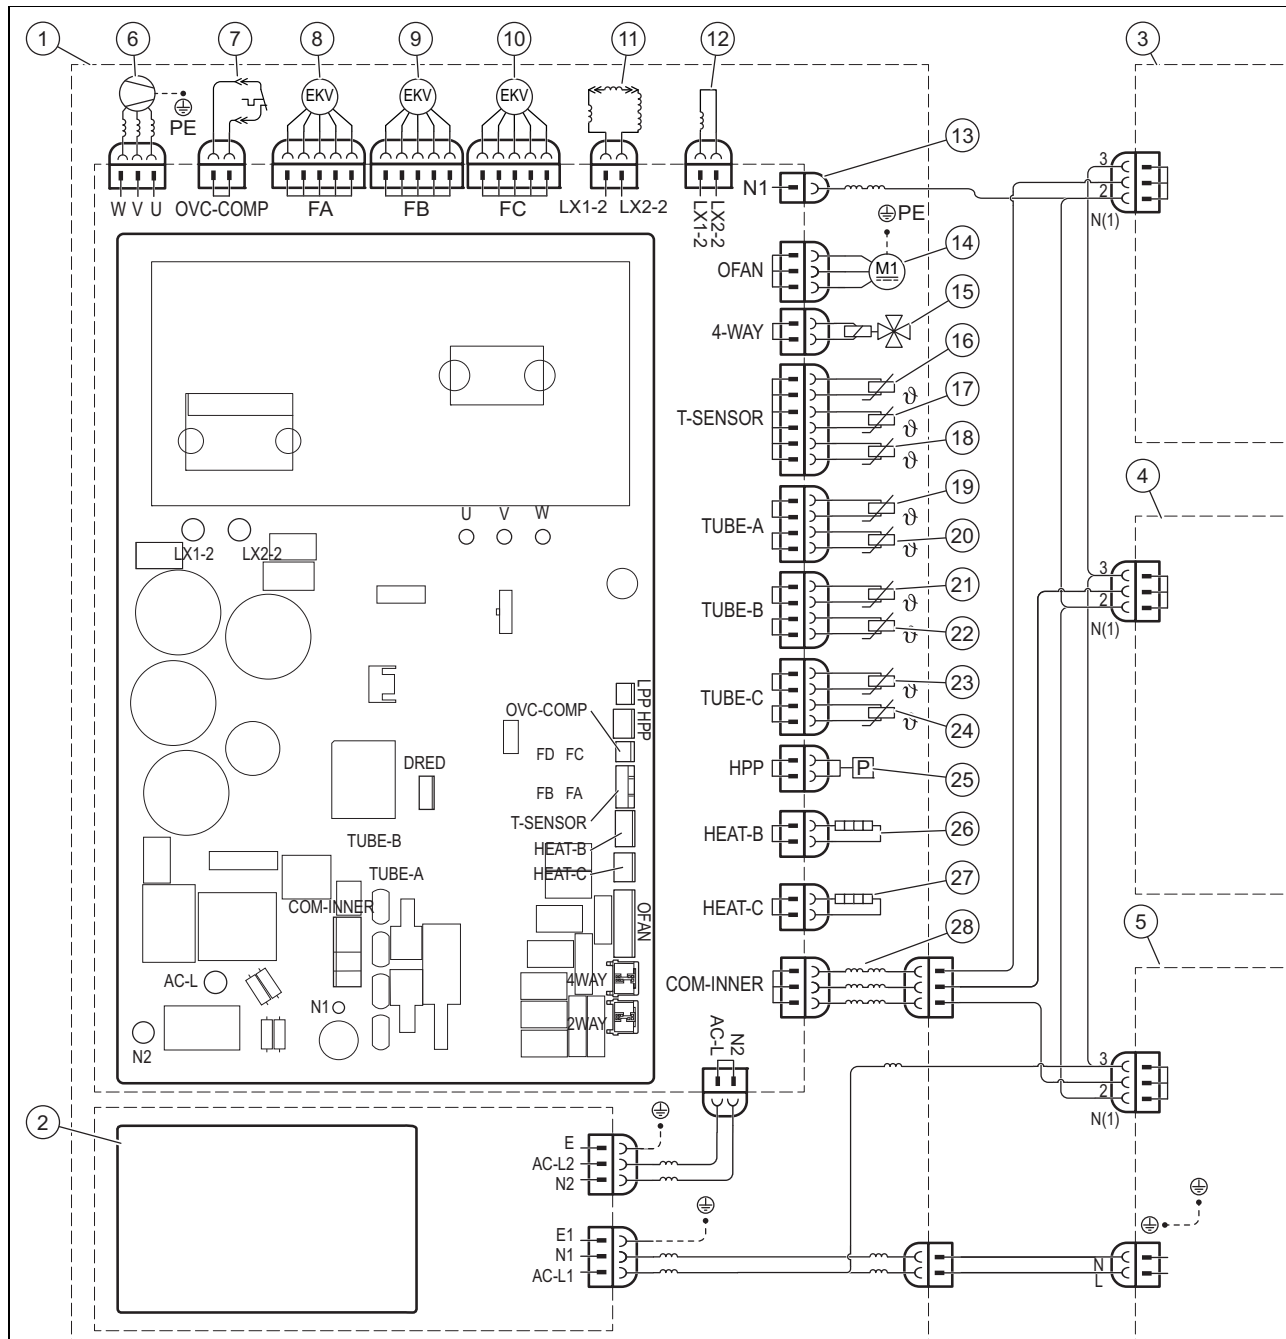 1
6
7
8
9
10
11
12
3
EKV
EKV
EKV
PE
W V U
OVC-COMP
FA
FB
FC
LX1-2
LX2-2
LX1-2
LX2-2
N1
13
3
2
N(1)
PE
OFAN
M1
14
4-WAY
15
T-SENSOR
16
ϑ
17
ϑ
18
ϑ
U
V
W
LX1-2
LX2-2
TUBE-A
19
ϑ
20
ϑ
4
3
2
N(1)
TUBE-B
21
ϑ
22
ϑ
TUBE-C
23
ϑ
24
ϑ
LPP HPP
OVC-COMP
FD FC
DRED
FB FA
T-SENSOR
TUBE-B
HEAT-B
TUBE-A
HEAT-C
COM-INNER
OFAN
HPP
P
25
HEAT-B
26
HEAT-C
27
28
5
COM-INNER
AC-L
4WAY
N1
2WAY
N2
AC-L
N2
3
2
N(1)
2
E
AC-L2
N2
E1
N1
AC-L1
N
L